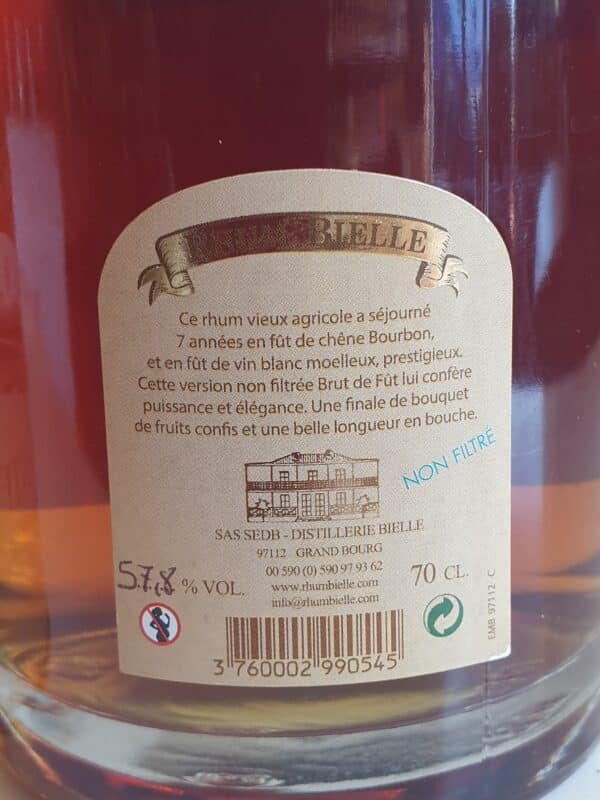 RHUM BIELLE
Ce rhum vieux agricole a séjourné
7 années en fût de chêne Bourbon,
et en fût de vin blanc moelleux, prestigieux.
Cette version non filtrée Brut de Fût lui confère
puissance et élégance. Une finale de bouquet
de fruits confis et une belle longueur en bouche.
NON FILTRÉ
SAS SEDB - DISTILLERIE BIELLE
97112 GRAND BOURG
00 590 (0) 590 97 93 62
www.rhumbielle.com
info@rhumbielle.com
57,8 % VOL.
70 CL.
EMB 97112 C
3 760002 990545